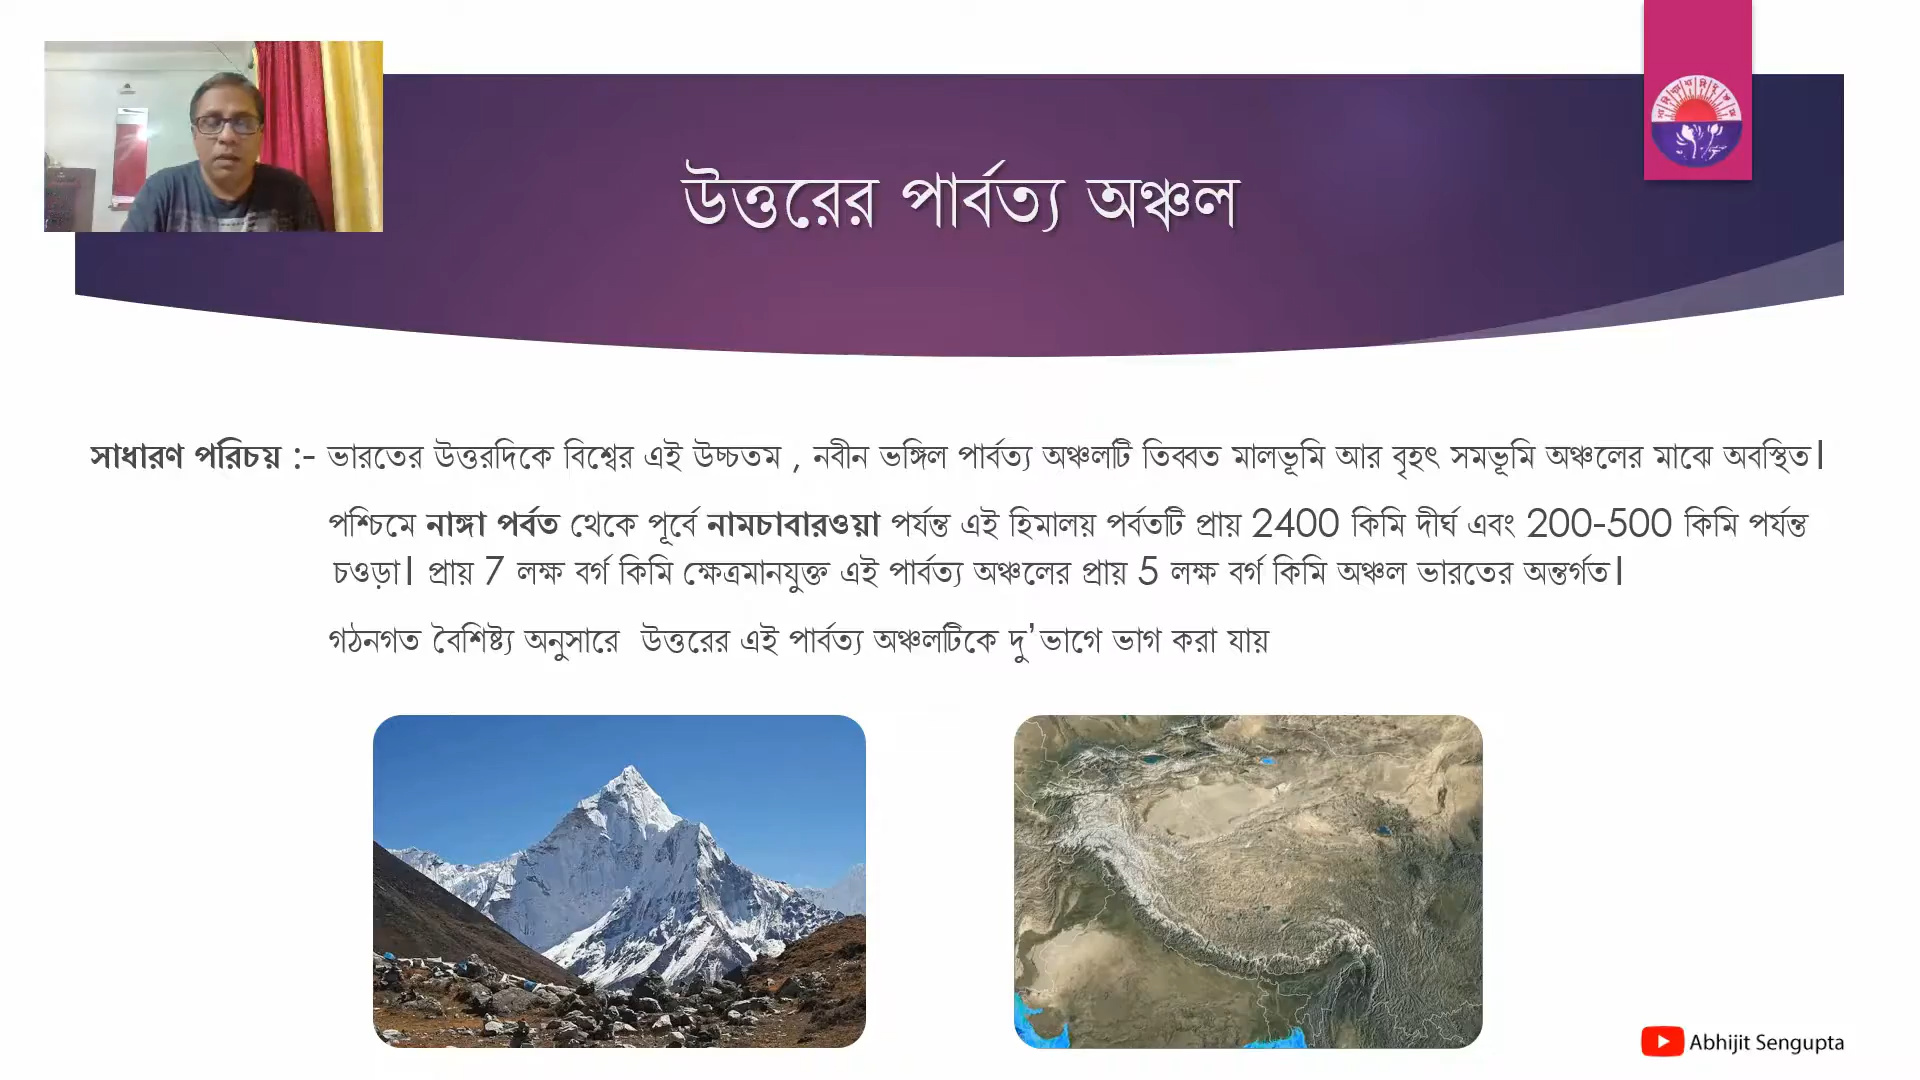 উত্তরের পার্বত্য অঞ্চল
সাধারণ পরিচয় :- ভারতের উত্তরদিকে বিশ্বের এই উচ্চতম , নবীন ভঙ্গিল পার্বত্য অঞ্চলটি তিব্বত মালভূমি আর বৃহৎ সমভূমি অঞ্চলের মাঝে অবস্থিত।
পশ্চিমে নাঙ্গা পর্বত থেকে পূর্বে নামচাবারওয়া পর্যন্ত এই হিমালয় পর্বতটি প্রায় 2400 কিমি দীর্ঘ এবং 200-500 কিমি পর্যন্ত
চওড়া। প্রায় 7 লক্ষ বর্গ কিমি ক্ষেত্রমানযুক্ত এই পার্বত্য অঞ্চলের প্রায় 5 লক্ষ বর্গ কিমি অঞ্চল ভারতের অন্তর্গত।
গঠনগত বৈশিষ্ট্য অনুসারে উত্তরের এই পার্বত্য অঞ্চলটিকে দু'ভাগে ভাগ করা যায়
Abhijit Sengupta